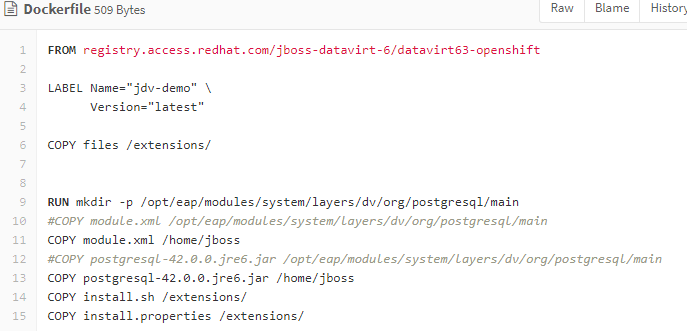 Dockerfile 509 Bytes Raw Blame History
1 FROM registry.access.redhat.com/jboss-datavirt-6/datavirt63-openshift
2
3 LABEL Name="jdv-demo" \
4 Version="latest"
5
6 COPY files /extensions/
7
8
9 RUN mkdir -p /opt/eap/modules/system/layers/dv/org/postgresql/main
10 #COPY module.xml /opt/eap/modules/system/layers/dv/org/postgresql/main
11 COPY module.xml /home/jboss
12 #COPY postgresql-42.0.0.jre6.jar /opt/eap/modules/system/layers/dv/org/postgresql/main
13 COPY postgresql-42.0.0.jre6.jar /home/jboss
14 COPY install.sh /extensions/
15 COPY install.properties /extensions/